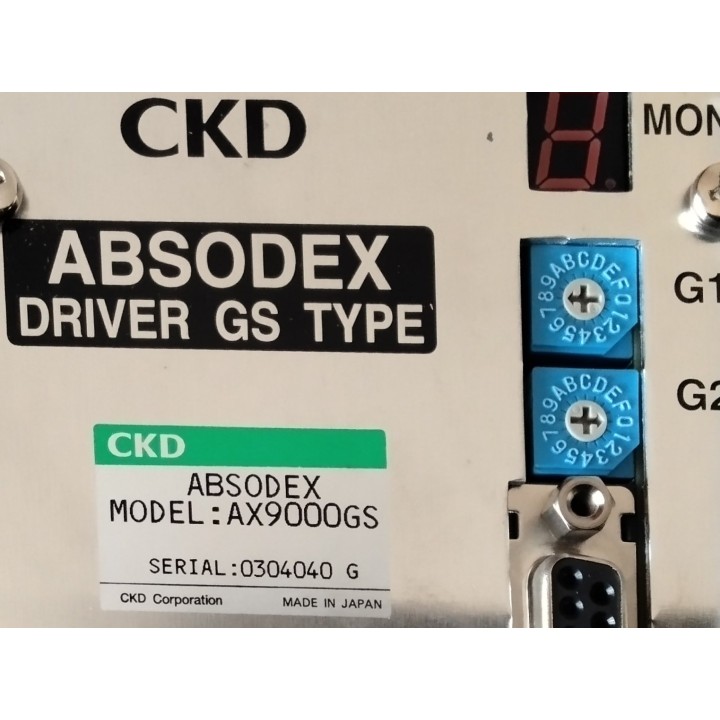 CKD
8
MON
ABSODEX
DRIVER GS TYPE
789ABCDEF0123456
G1
789ABCDEF0123456
G2
CKD
ABSODEX
MODEL:AX9000GS
SERIAL:0304040 G
CKD Corporation MADE IN JAPAN